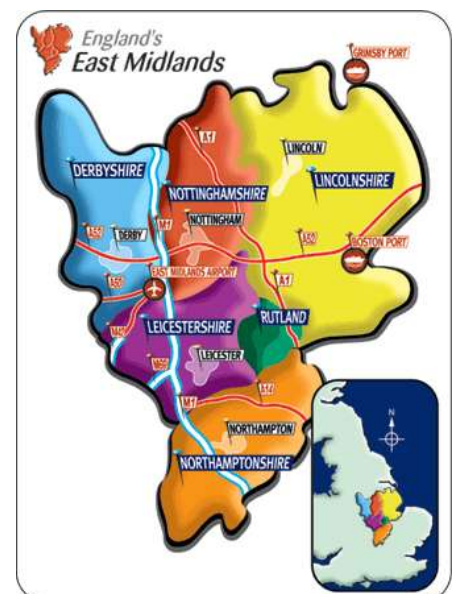 England's
East Midlands
GRIMSBY PORT
A1
LINCOLN
DERBYSHIRE
LINCOLNSHIRE
NOTTINGHAMSHIRE
NOTTINGHAM
M1
A52
DERBY
A52
BOSTON PORT
EAST MIDLANDS AIRPORT
A50
A1
RUTLAND
LEICESTERSHIRE
M42
LEICESTER
M69
M1
A14
NORTHAMPTON
NORTHAMPTONSHIRE
N